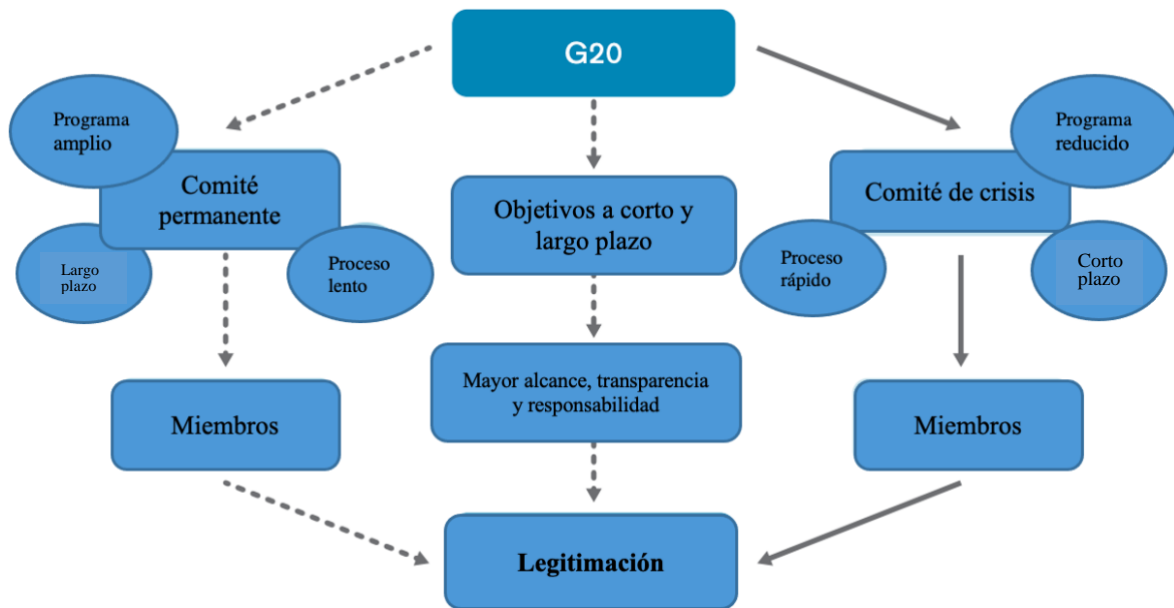 G20
Programa
amplio
Programa
reducido
Comité
permanente
Objetivos a corto y
largo plazo
Comité de crisis
Largo
plazo
Proceso
lento
Proceso
rápido
Corto
plazo
Miembros
Mayor alcance, transparencia
y responsabilidad
Miembros
Legitimación